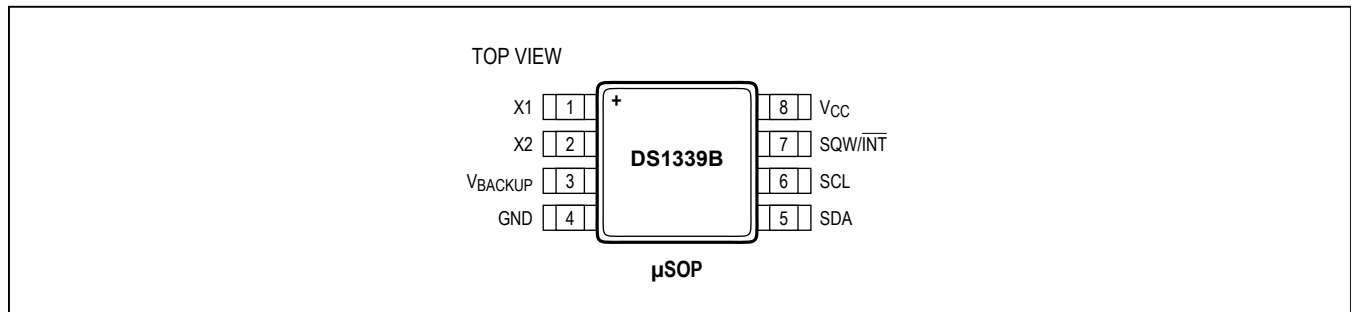 TOP VIEW
X1 1 + 8 VCC
X2 2 DS1339B 7 SQW/INT
VBACKUP 3 6 SCL
GND 4 5 SDA
µSOP